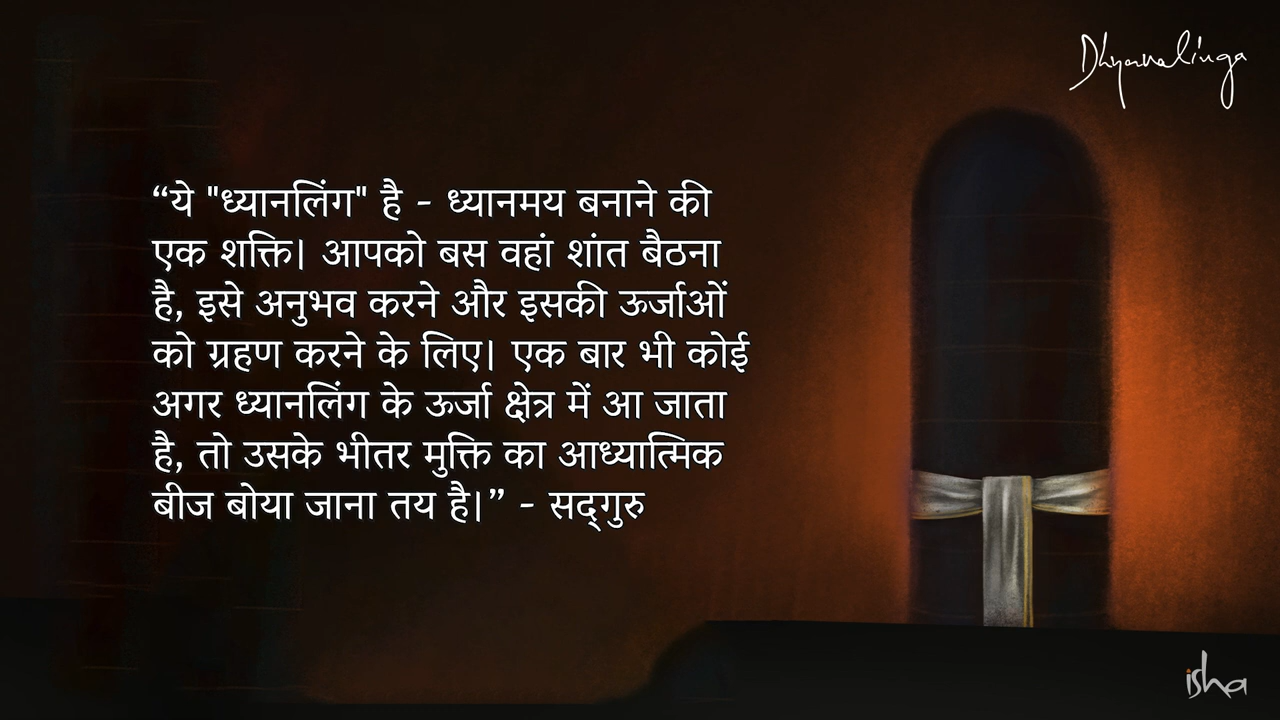 Dhyanalinga
“ये "ध्यानलिंग" है - ध्यानमय बनाने की
एक शक्ति। आपको बस वहां शांत बैठना
है, इसे अनुभव करने और इसकी ऊर्जाओं
को ग्रहण करने के लिए। एक बार भी कोई
अगर ध्यानलिंग के ऊर्जा क्षेत्र में आ जाता
है, तो उसके भीतर मुक्ति का आध्यात्मिक
बीज बोया जाना तय है।” - सद्‌गुरु
isha